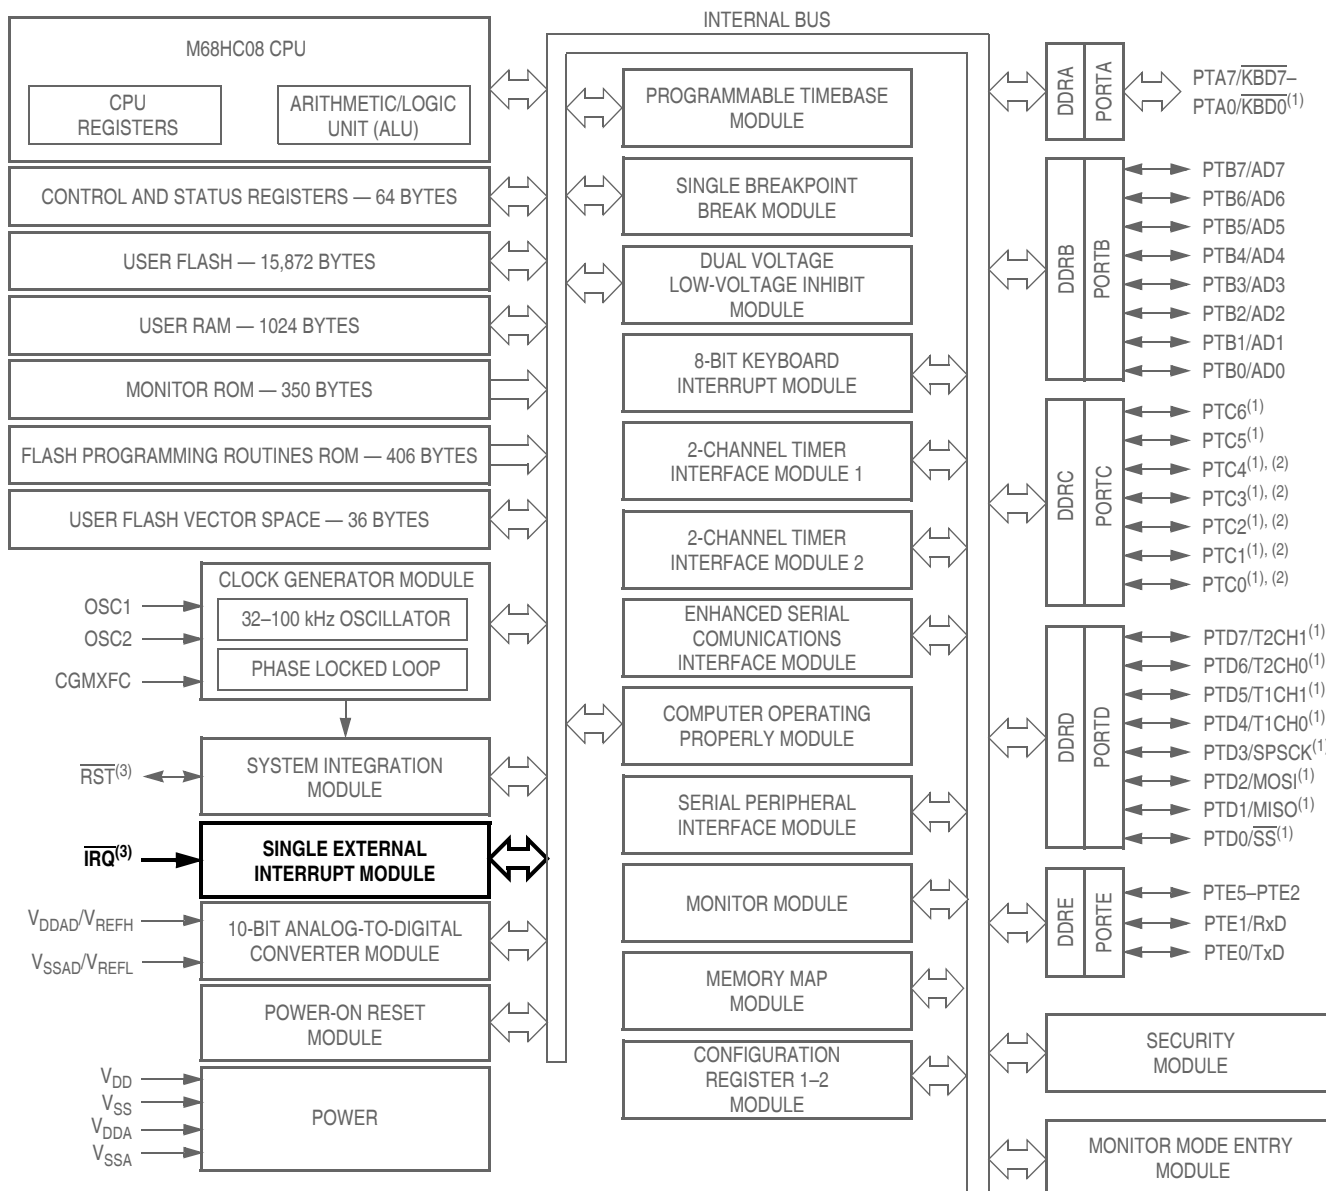 INTERNAL BUS
M68HC08 CPU
CPU
REGISTERS
ARITHMETIC/LOGIC
UNIT (ALU)
CONTROL AND STATUS REGISTERS — 64 BYTES
USER FLASH — 15,872 BYTES
USER RAM — 1024 BYTES
MONITOR ROM — 350 BYTES
FLASH PROGRAMMING ROUTINES ROM — 406 BYTES
USER FLASH VECTOR SPACE — 36 BYTES
CLOCK GENERATOR MODULE
32–100 kHz OSCILLATOR
PHASE LOCKED LOOP
OSC1
OSC2
CGMXFC
SYSTEM INTEGRATION
MODULE
RST(3)
SINGLE EXTERNAL
INTERRUPT MODULE
IRQ(3)
10-BIT ANALOG-TO-DIGITAL
CONVERTER MODULE
VDDAD/VREFH
VSSAD/VREFL
POWER-ON RESET
MODULE
POWER
VDD
VSS
VDDA
VSSA
PROGRAMMABLE TIMEBASE
MODULE
SINGLE BREAKPOINT
BREAK MODULE
DUAL VOLTAGE
LOW-VOLTAGE INHIBIT
MODULE
8-BIT KEYBOARD
INTERRUPT MODULE
2-CHANNEL TIMER
INTERFACE MODULE 1
2-CHANNEL TIMER
INTERFACE MODULE 2
ENHANCED SERIAL
COMUNICATIONS
INTERFACE MODULE
COMPUTER OPERATING
PROPERLY MODULE
SERIAL PERIPHERAL
INTERFACE MODULE
MONITOR MODULE
MEMORY MAP
MODULE
CONFIGURATION
REGISTER 1–2
MODULE
DDRA
PORTA
PTA7/KBD7–
PTA0/KBD0(1)
DDRB
PORTB
PTB7/AD7
PTB6/AD6
PTB5/AD5
PTB4/AD4
PTB3/AD3
PTB2/AD2
PTB1/AD1
PTB0/AD0
DDRC
PORTC
PTC6(1)
PTC5(1)
PTC4(1), (2)
PTC3(1), (2)
PTC2(1), (2)
PTC1(1), (2)
PTC0(1), (2)
DDRD
PORTD
PTD7/T2CH1(1)
PTD6/T2CH0(1)
PTD5/T1CH1(1)
PTD4/T1CH0(1)
PTD3/SPSCK(1)
PTD2/MOSI(1)
PTD1/MISO(1)
PTD0/SS(1)
DDRE
PORTE
PTE5–PTE2
PTE1/RxD
PTE0/TxD
SECURITY
MODULE
MONITOR MODE ENTRY
MODULE